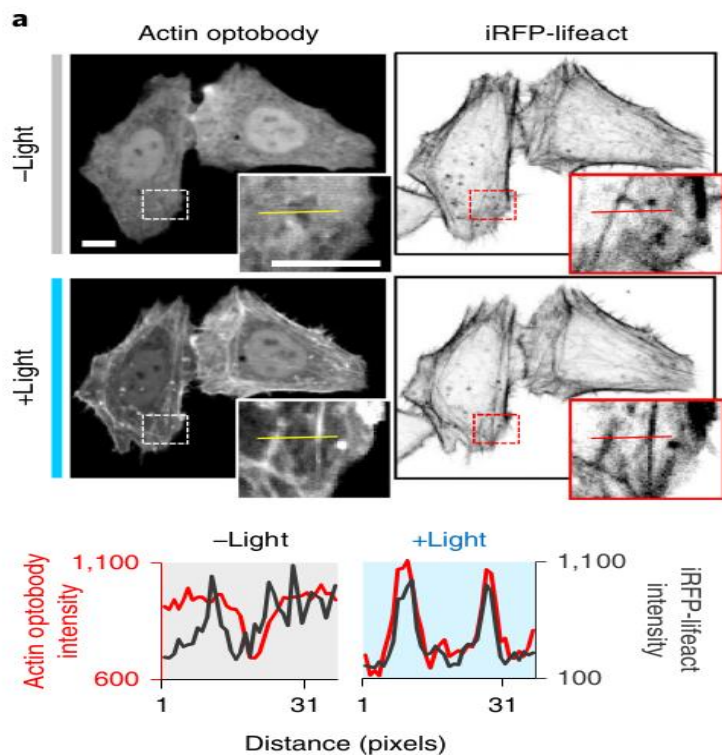 a
Actin optobody
iRFP-lifeact
–Light
+Light
–Light
+Light
1,100
600
Actin optobody
intensity
1,100
100
iRFP-lifeact
intensity
1
31
1
31
Distance (pixels)